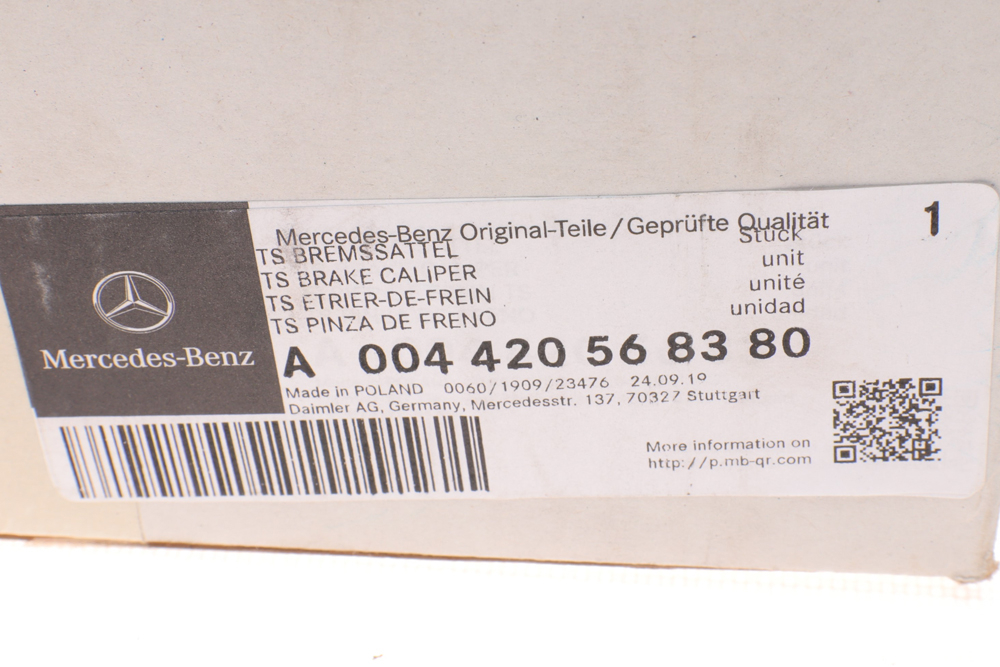 Mercedes-Benz Original-Teile/Geprüfte Qualität 1
TS BREMSSATTEL Stück
TS BRAKE CALIPER unit
TS ETRIER-DE-FREIN unité
TS PINZA DE FRENO unidad
Mercedes-Benz
A 004 420 56 83 80
Made in POLAND 0060/1909/23476 24.09.19
Daimler AG, Germany, Mercedesstr. 137, 70327 Stuttgart
More information on
http://p.mb-qr.com